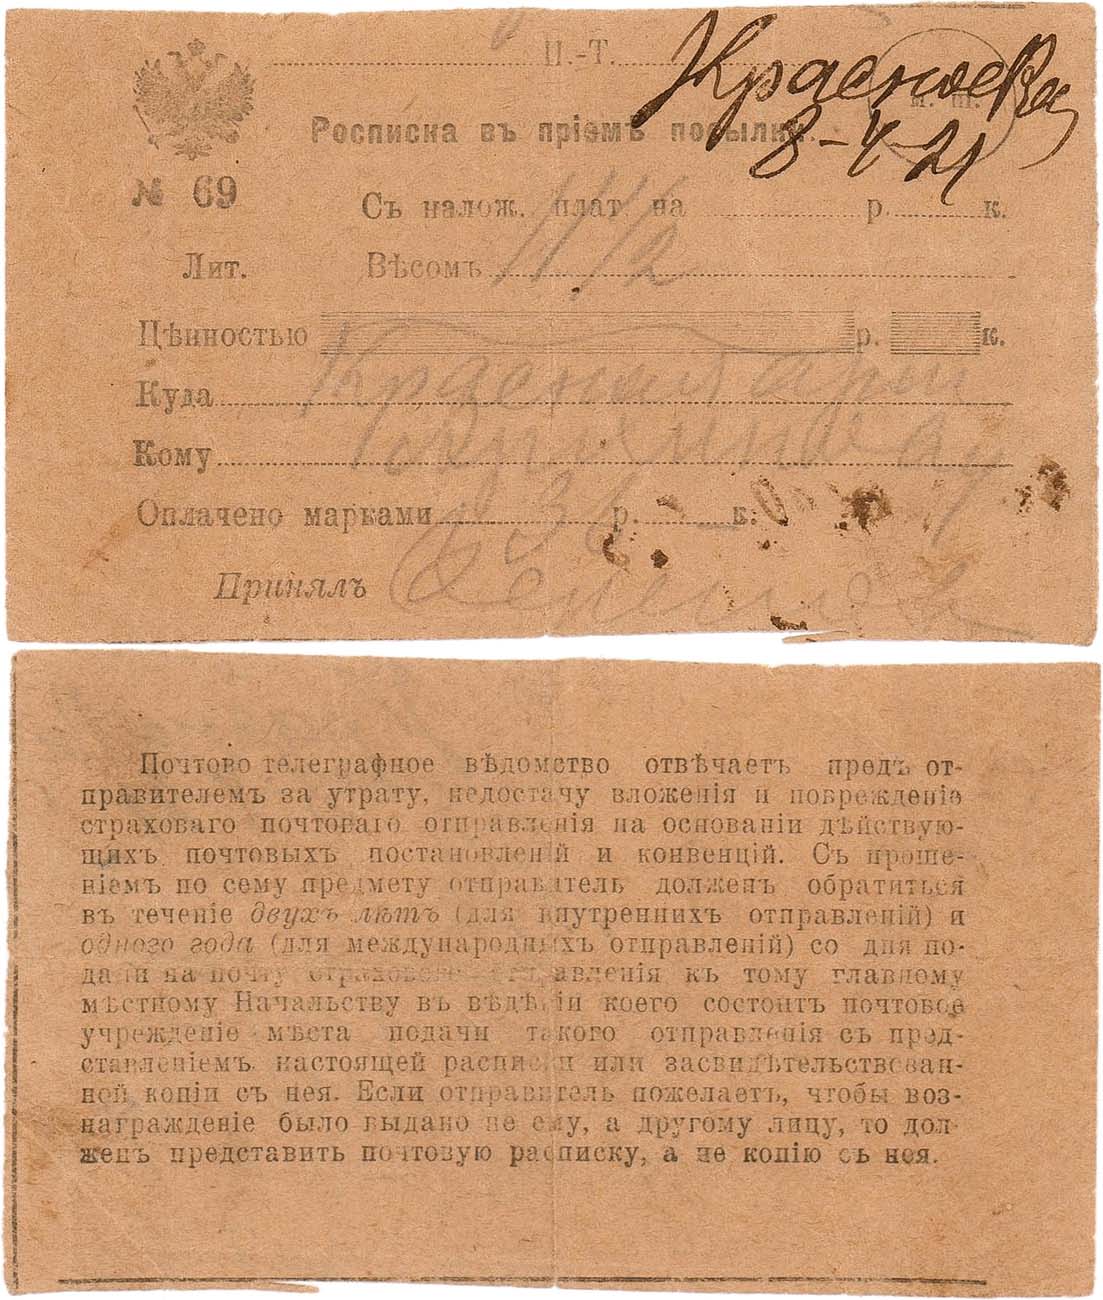 П.-Т.
м. ш.
8-4-21
Росписка въ пріемъ посылки.
№ 69
Съ налож. плат. на р. к.
Лит. Вѣсомъ 11 1/2
Цѣнностью р. к.
Куда
Кому
Оплачено марками р. к.
Принялъ
Почтово телеграфное вѣдомство отвѣчаетъ предъ от-
правителемъ за утрату, недостачу вложенія и повреждені​е
страховаго почтоваго отправленія на основаніи дѣйствую-
щихъ почтовыхъ постановленій и конвенцій. Съ проше-
ніемъ по сему предмету отправитель долженъ обратиться
въ теченіе двухъ лѣтъ (для внутреннихъ отправленій) и
одного года (для международныхъ отправленій) со дня по-
дачи на почту страховаго отправленія къ тому главному
мѣстному Начальству въ вѣдѣніи коего состоитъ почтовое
учрежденіе мѣста подачи такого отправленія съ пред-
ставленіемъ настоящей расписки или засвидѣтельствован-
ной копіи съ нея. Если отправитель пожелаетъ, чтобы воз-
награжденіе было выдано не ему, а другому лицу, то дол-
женъ представить почтовую расписку, а не копію съ нея.